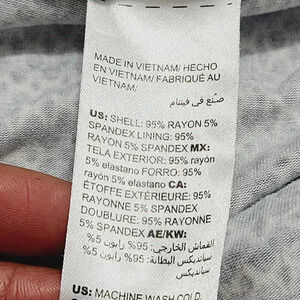 MADE IN VIETNAM/ HECHO
EN VIETNAM/ FABRIQUÉ AU
VIETNAM/
صنع في فيتنام
US: SHELL: 95% RAYON 5%
SPANDEX LINING: 95%
RAYON 5% SPANDEX MX:
TELA EXTERIOR: 95% rayón
5% elastano FORRO: 95%
rayón 5% elastano CA:
ÉTOFFE EXTÉRIEURE: 95%
RAYONNE 5% SPANDEX
DOUBLURE: 95% RAYONNE
5% SPANDEX AE/KW:
القماش الخارجي: 95% رايون 5%
سباندیکس البطانة: 95% رايون 5%
سباندیکس
US: MACHINE WASH COLD